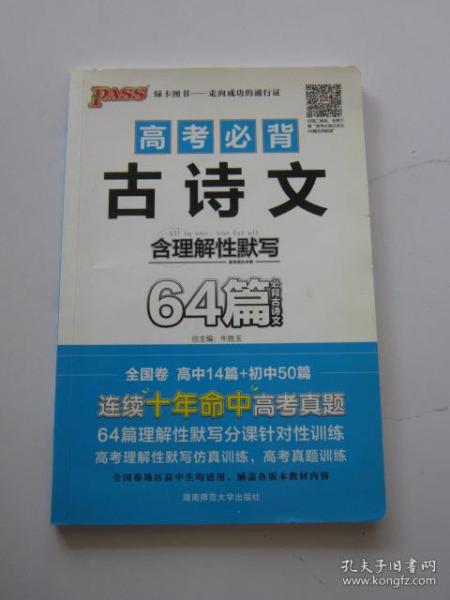 PASS 绿卡图书——走向成功的通行证
高考必背
古诗文
All in one, one for all
含理解性默写
64篇
必背古诗文
总主编：牛胜玉
全国卷 高中14篇+初中50篇
连续"十年命中"高考真题
64篇理解性默写分课针对性训练
高考理解性默写仿真训练，高考真题训练
全国卷地区高中生均适用，涵盖各版本教材内容
湖南师范大学出版社
孔夫子旧书网
www.kongfz.com